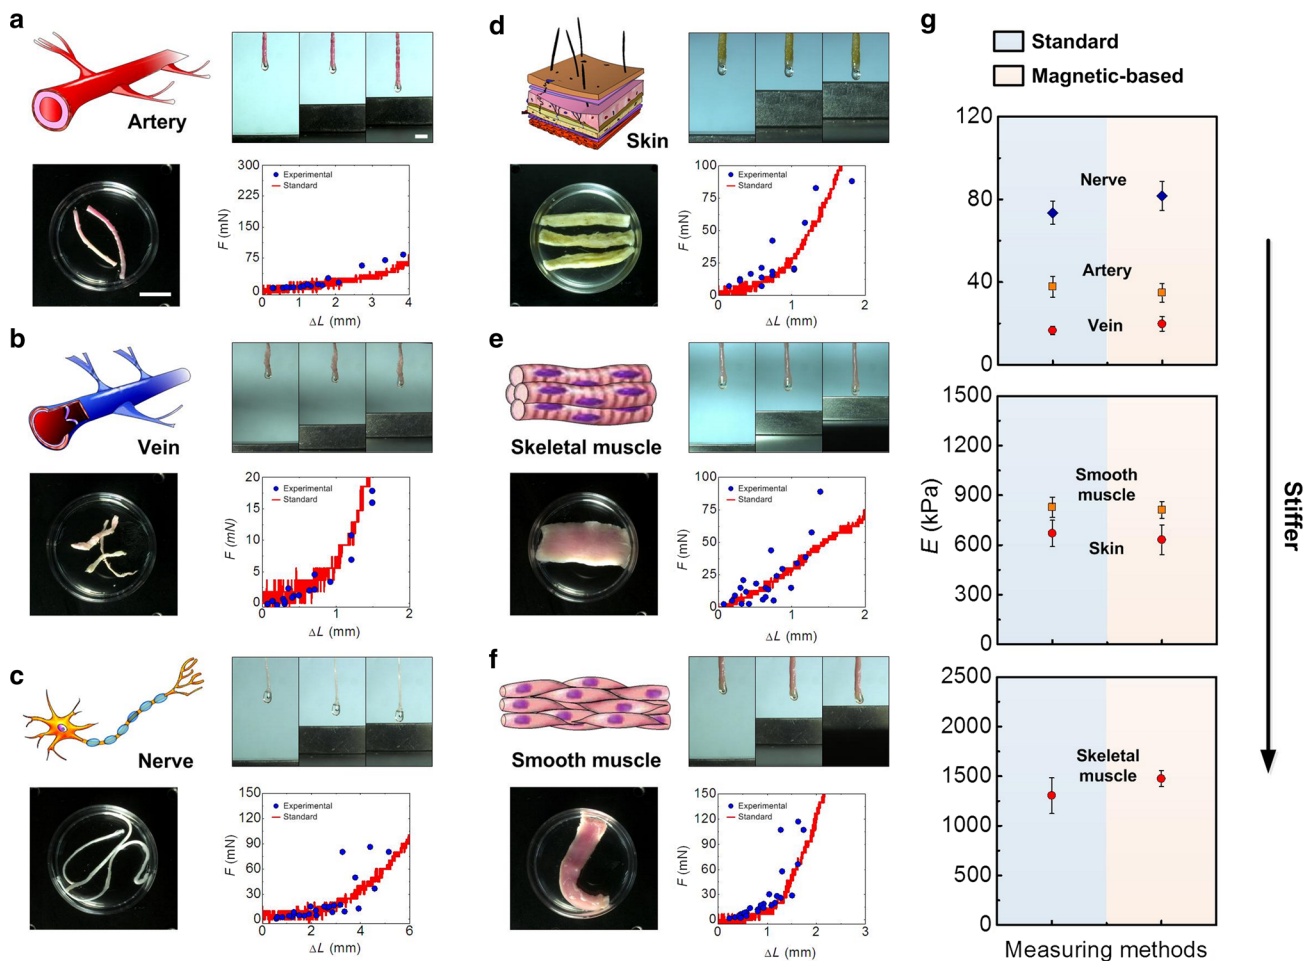 a
Artery
300
225
150
75
0
F (mN)
Experimental
Standard
0 1 2 3 4
ΔL (mm)
b
Vein
20
15
10
5
0
F (mN)
Experimental
Standard
0 1 2
ΔL (mm)
c
Nerve
150
120
90
60
30
0
F (mN)
Experimental
Standard
0 2 4 6
ΔL (mm)
d
Skin
100
75
50
25
0
F (mN)
Experimental
Standard
0 1 2
ΔL (mm)
e
Skeletal muscle
100
75
50
25
0
F (mN)
Experimental
Standard
0 1 2
ΔL (mm)
f
Smooth muscle
150
120
90
60
30
0
F (mN)
Experimental
Standard
0 1 2 3
ΔL (mm)
g
Standard
Magnetic-based
120
80
40
0
Nerve
Artery
Vein
1500
1200
900
600
300
0
E (kPa)
Smooth
muscle
Skin
2500
2000
1500
1000
500
0
Skeletal
muscle
Measuring methods
Stiffer